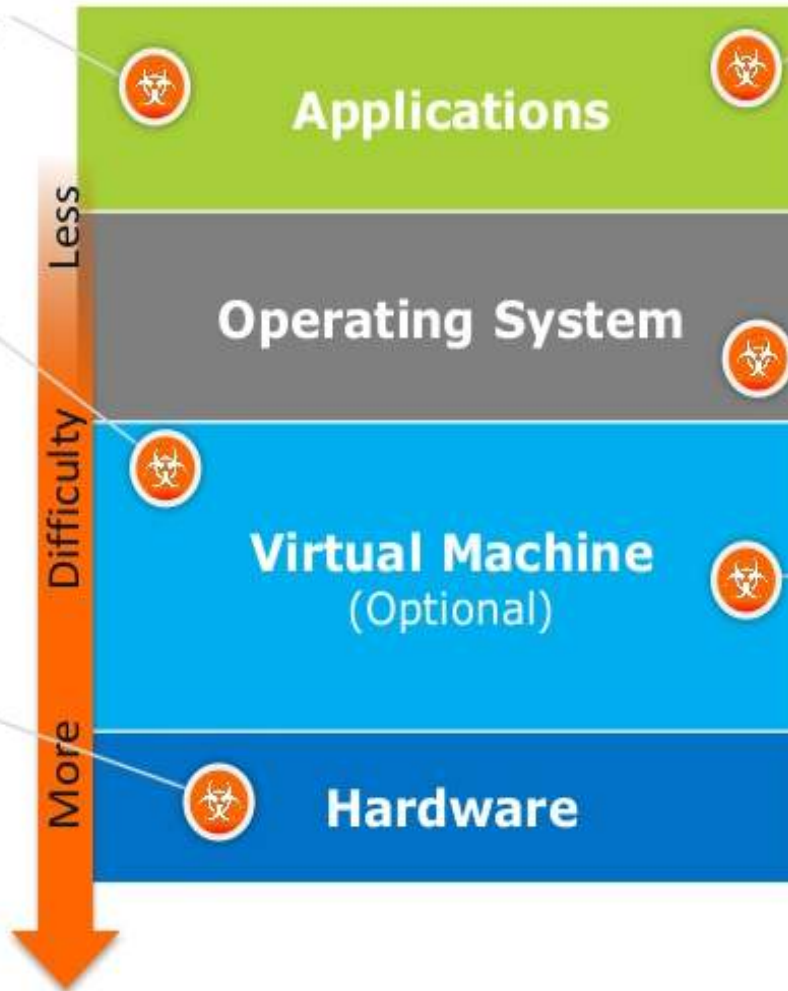 Applications
Less
Operating System
Difficulty
Virtual Machine
(Optional)
More
Hardware